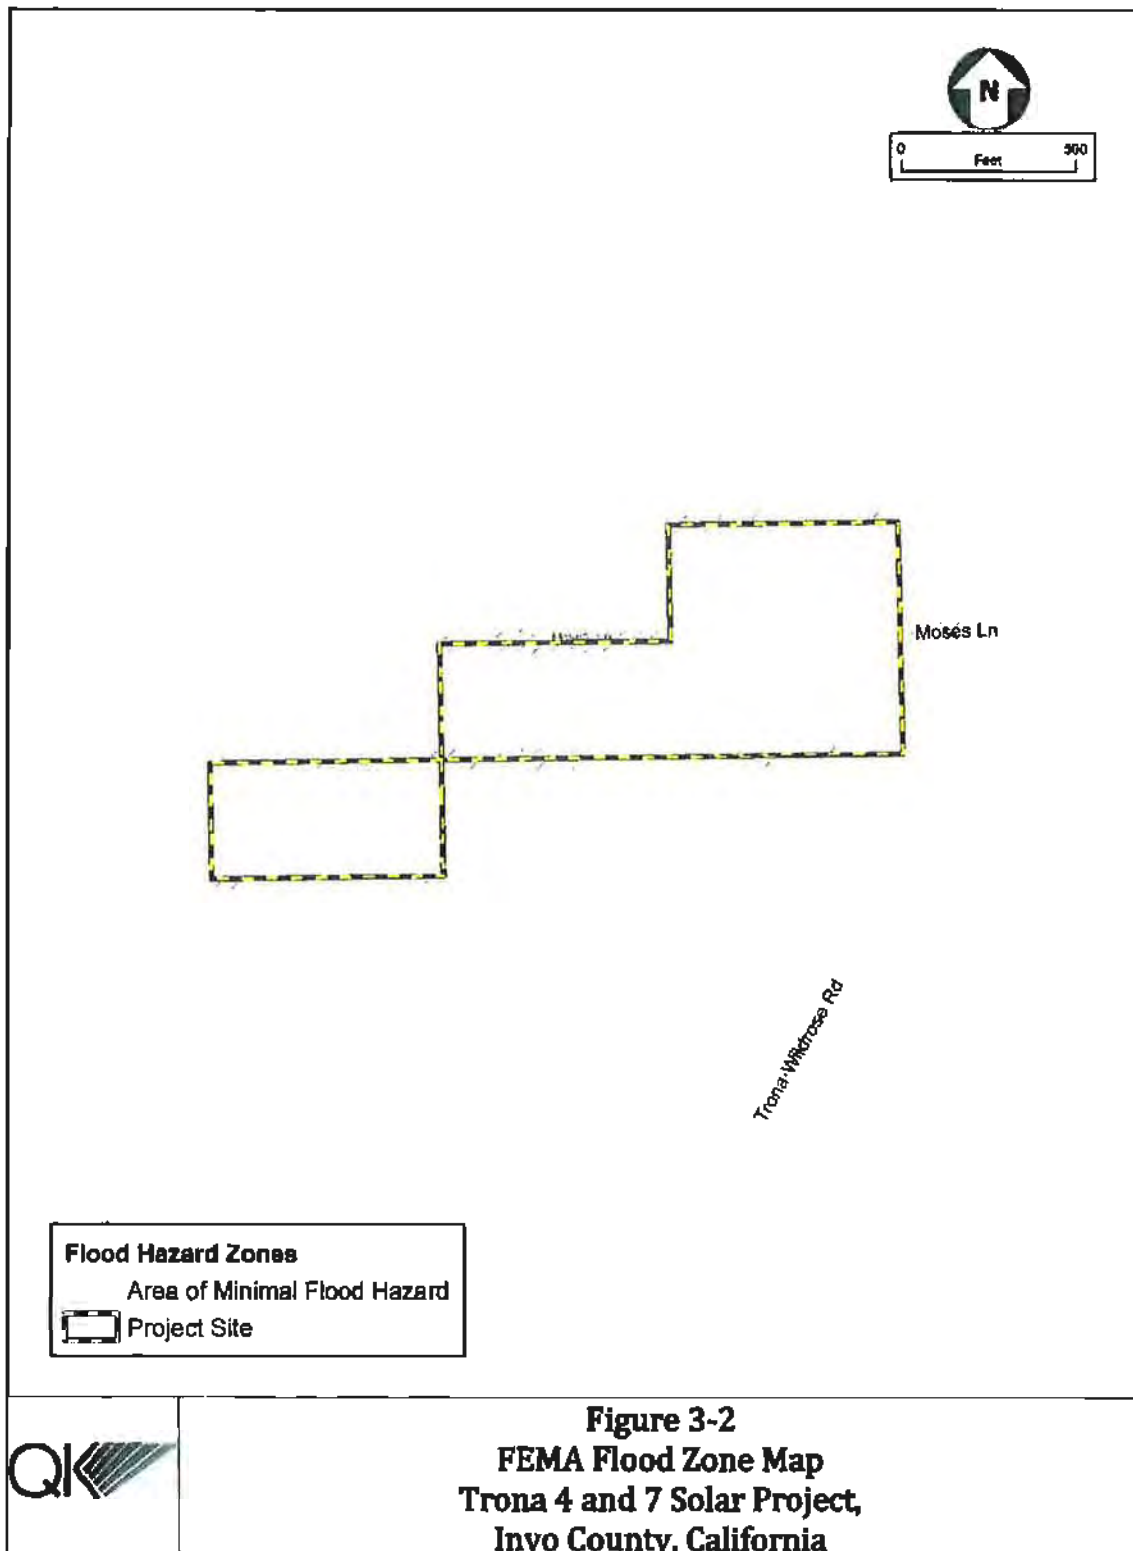 N
0 500
Feet
Moses Ln
Trona-Wildrose Rd
Flood Hazard Zones
Area of Minimal Flood Hazard
Project Site
QK
Figure 3-2
FEMA Flood Zone Map
Trona 4 and 7 Solar Project,
Inyo County, California